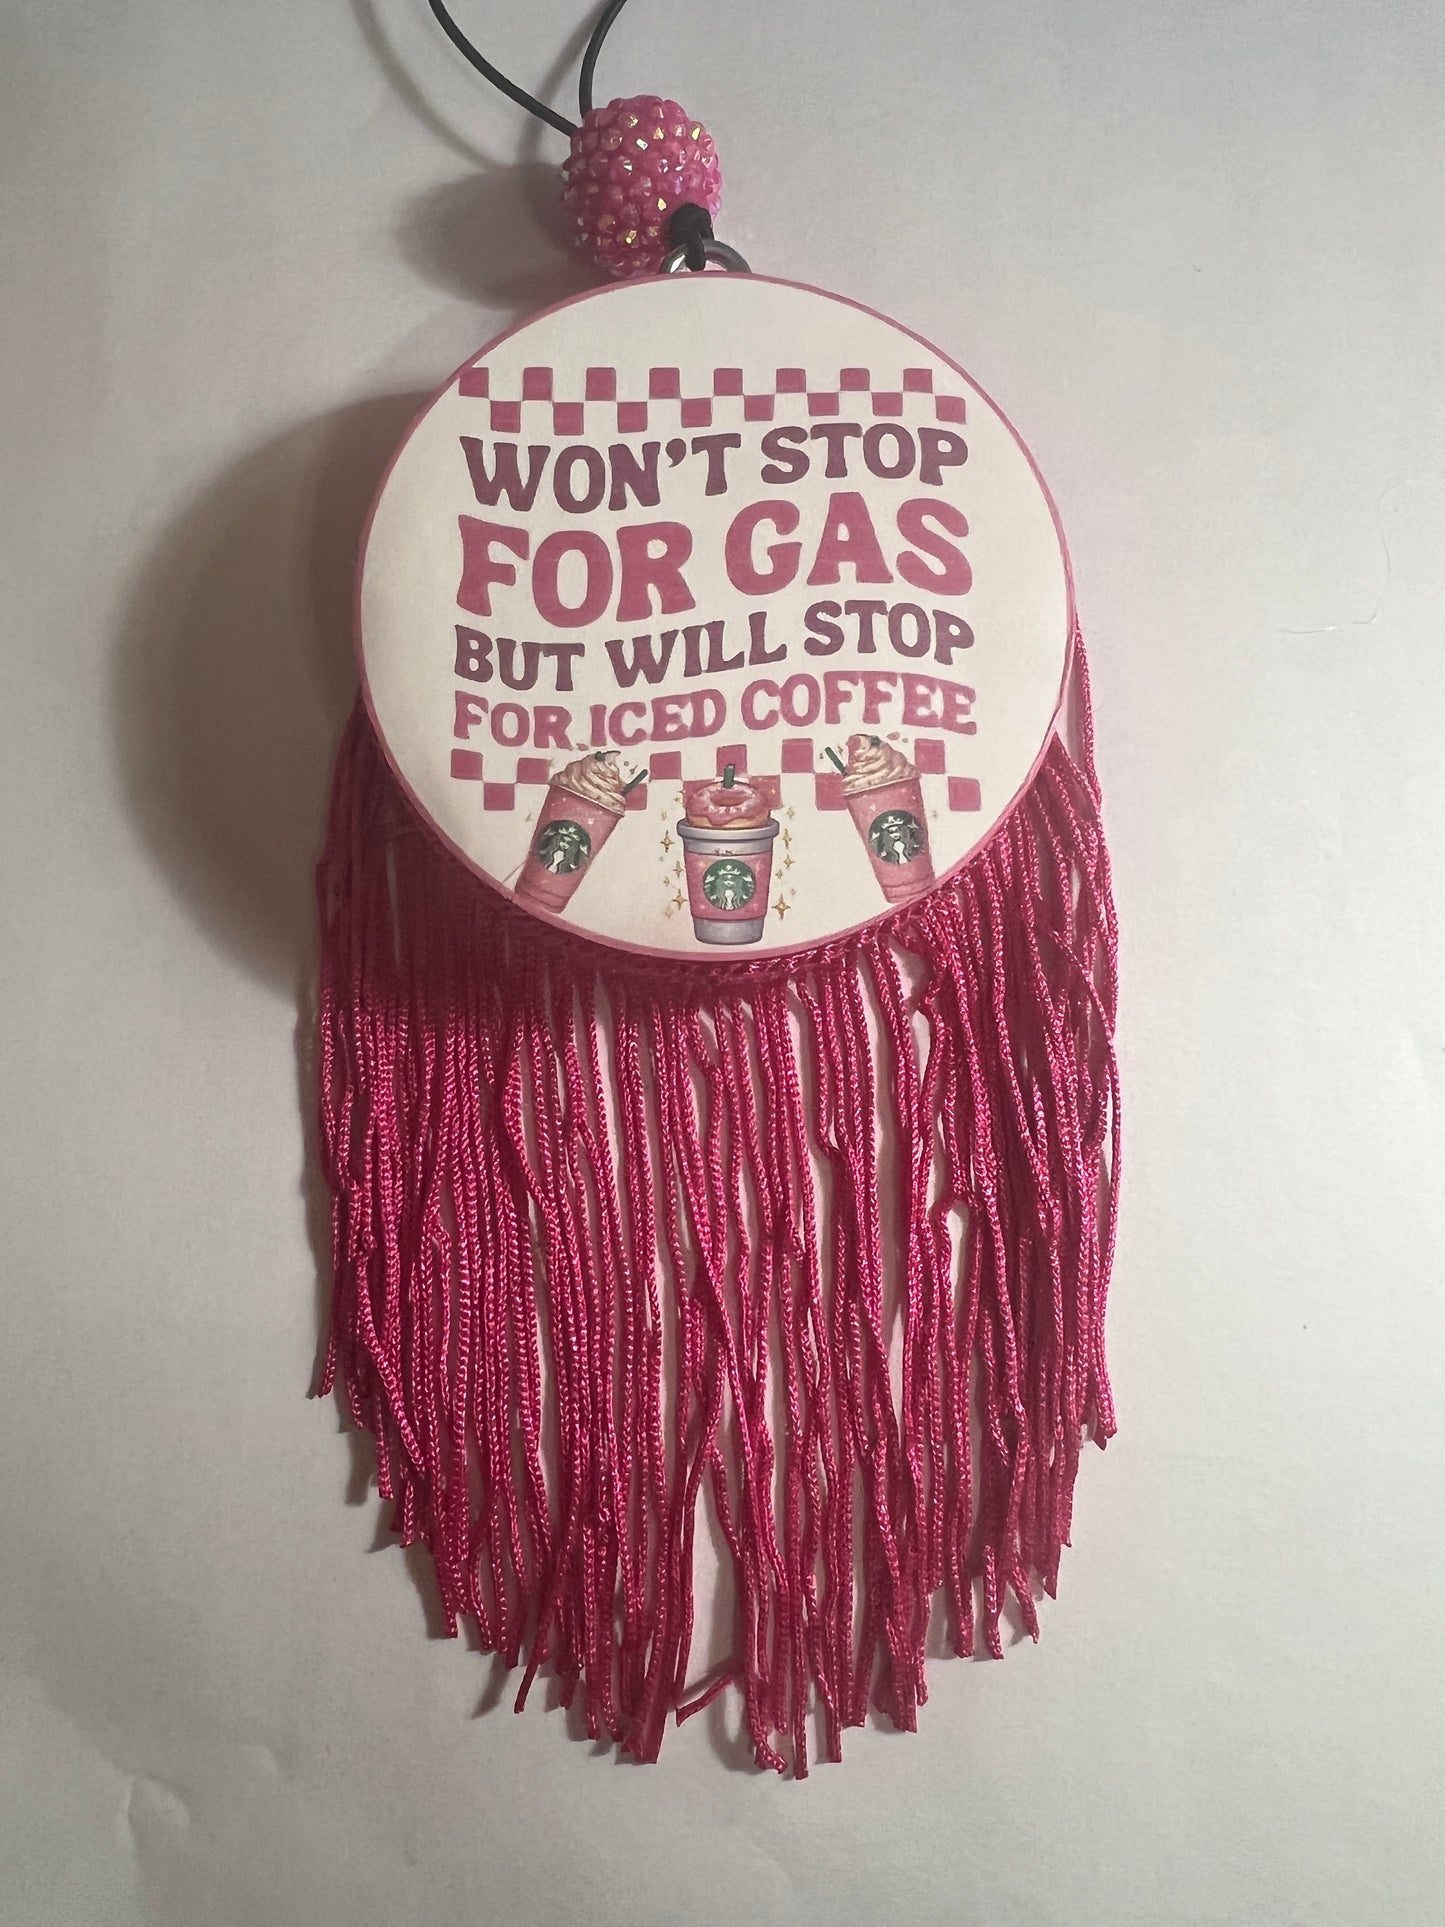 WON'T STOP
FOR GAS
BUT WILL STOP
FOR ICED COFFEE